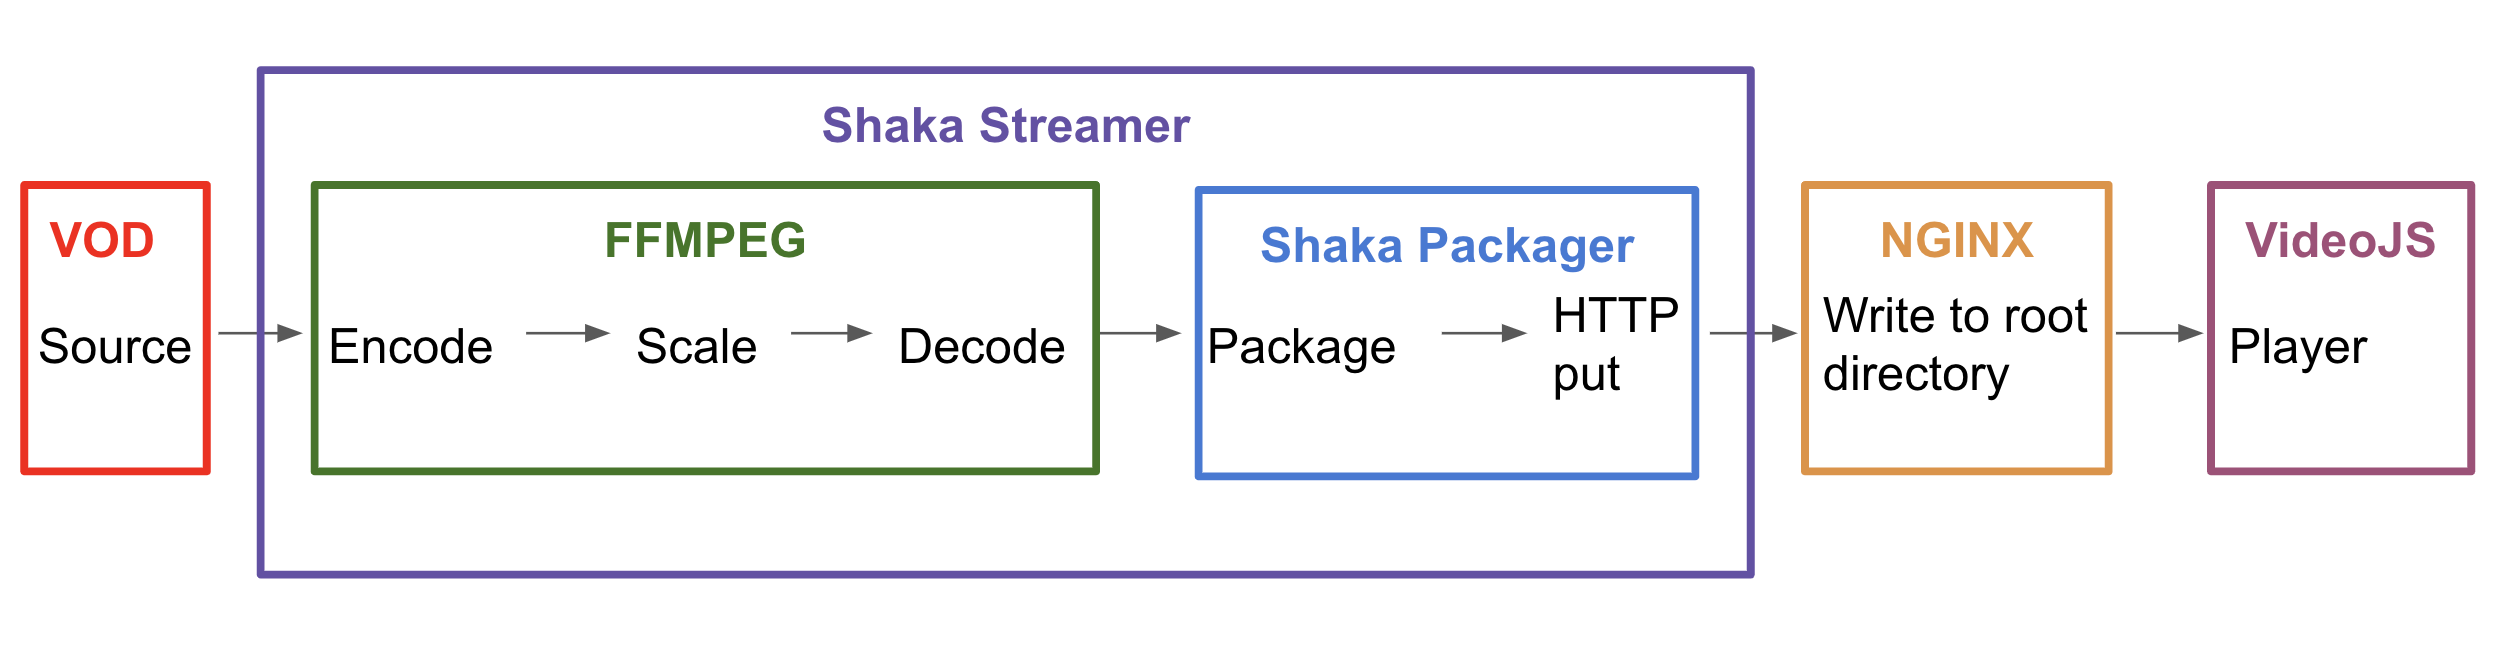 Shaka Streamer
VOD
Source
FFMPEG
Encode
Scale
Decode
Shaka Packager
Package
HTTP
put
NGINX
Write to root
directory
VideoJS
Player